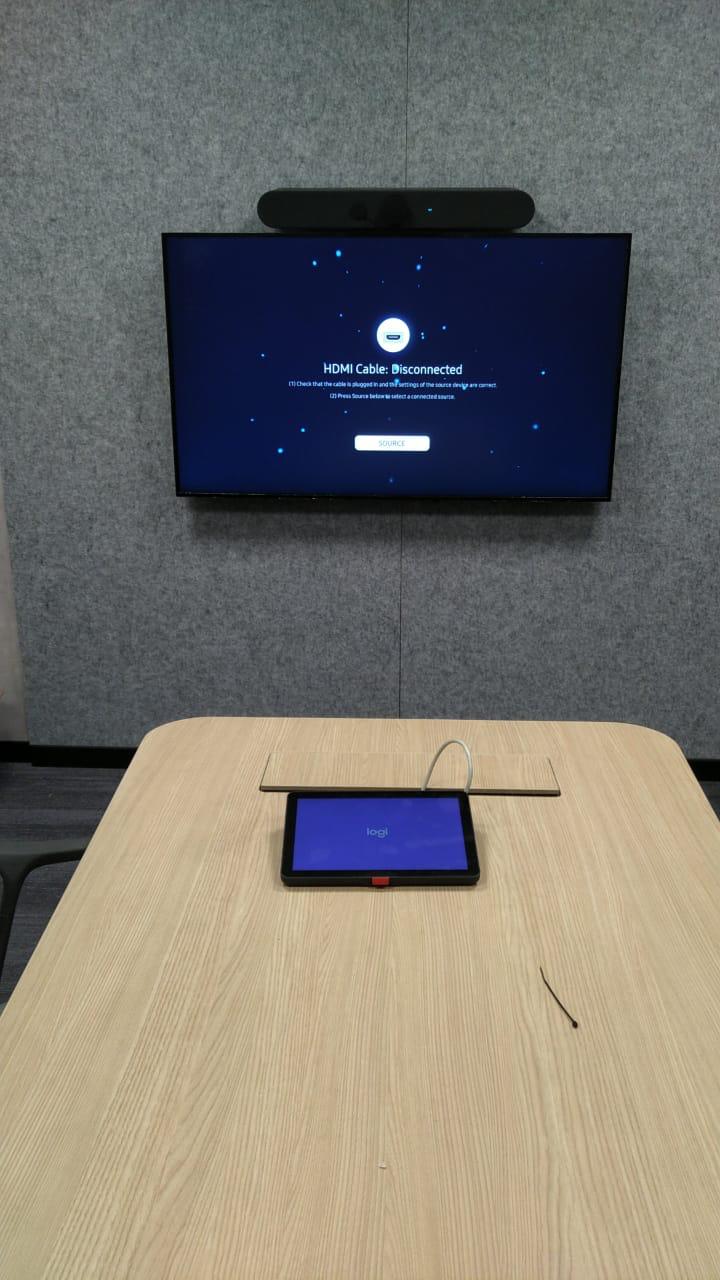 HDMI Cable: Disconnected
(1) Check that the cable is plugged in and the settings of the source device are correct.
(2) Press Source below to select a connected source.
SOURCE
logi